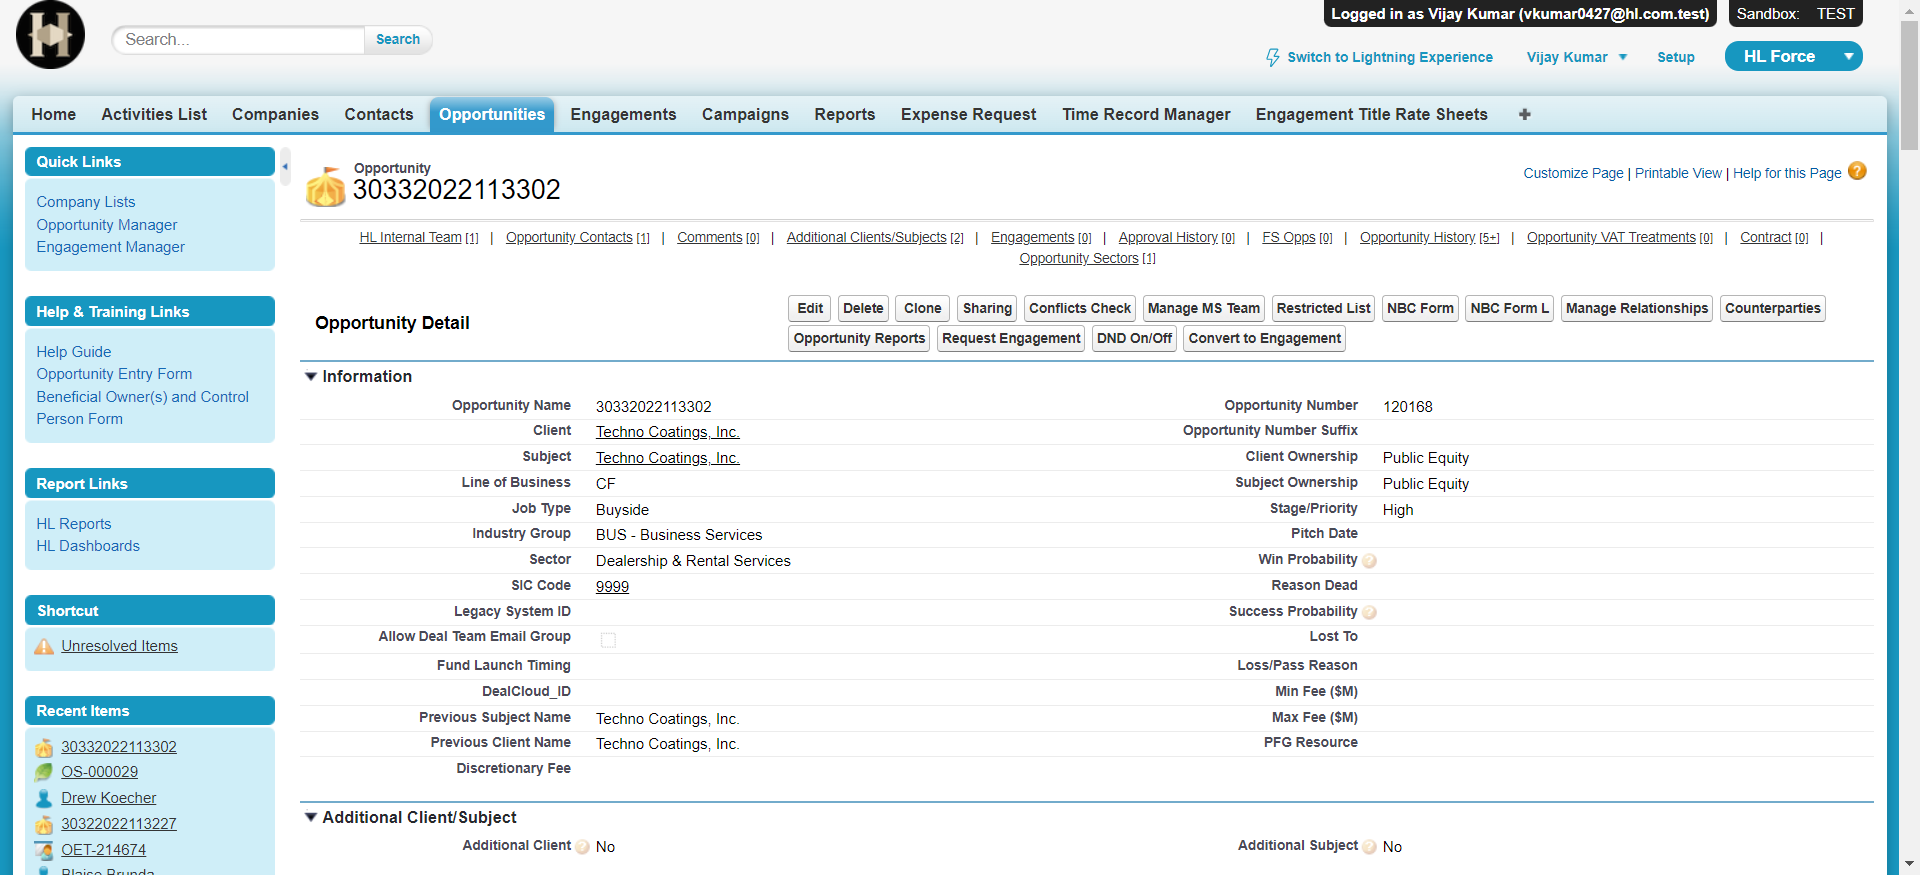 Logged in as Vijay Kumar (vkumar0427@hl.com.test)
Sandbox: TEST
H
Search...
Search
Switch to Lightning Experience
Vijay Kumar
Setup
HL Force
Home Activities List Companies Contacts Opportunities Engagements Campaigns Reports Expense Request Time Record Manager Engagement Title Rate Sheets
Quick Links
Company Lists
Opportunity Manager
Engagement Manager
Help & Training Links
Help Guide
Opportunity Entry Form
Beneficial Owner(s) and Control
Person Form
Report Links
HL Reports
HL Dashboards
Shortcut
Unresolved Items
Recent Items
30332022113302
OS-000029
Drew Koecher
30322022113227
OET-214674
Blaise Brunda
Opportunity
30332022113302
Customize Page | Printable View | Help for this Page
HL Internal Team [1] | Opportunity Contacts [1] | Comments [0] | Additional Clients/Subjects [2] | Engagements [0] | Approval History [0] | FS Opps [0] | Opportunity History [5+] | Opportunity VAT Treatments [0] | Contract [0] |
Opportunity Sectors [1]
Opportunity Detail
Edit Delete Clone Sharing Conflicts Check Manage MS Team Restricted List NBC Form NBC Form L Manage Relationships Counterparties
Opportunity Reports Request Engagement DND On/Off Convert to Engagement
Information
Opportunity Name 30332022113302 Opportunity Number 120168
Client Techno Coatings, Inc. Opportunity Number Suffix
Subject Techno Coatings, Inc. Client Ownership Public Equity
Line of Business CF Subject Ownership Public Equity
Job Type Buyside Stage/Priority High
Industry Group BUS - Business Services Pitch Date
Sector Dealership & Rental Services Win Probability
SIC Code 9999 Reason Dead
Legacy System ID Success Probability
Allow Deal Team Email Group Lost To
Fund Launch Timing Loss/Pass Reason
DealCloud_ID Min Fee ($M)
Previous Subject Name Techno Coatings, Inc. Max Fee ($M)
Previous Client Name Techno Coatings, Inc. PFG Resource
Discretionary Fee
Additional Client/Subject
Additional Client No Additional Subject No